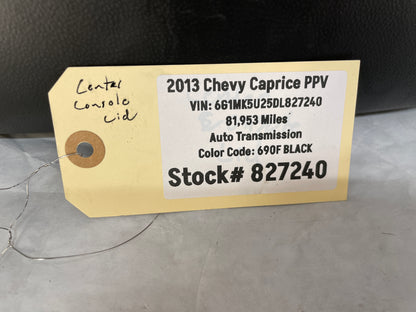 Center
Console
Lid
2013 Chevy Caprice PPV
VIN: 6G1MK5U25DL827240
81,953 Miles
Auto Transmission
Color Code: 690F BLACK
Stock# 827240